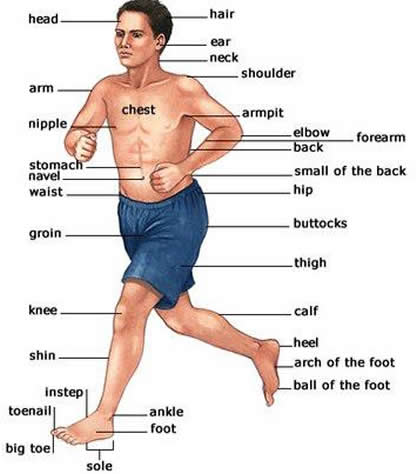 head
hair
ear
neck
shoulder
arm
chest
armpit
nipple
elbow
forearm
back
stomach
navel
small of the back
waist
hip
groin
buttocks
thigh
knee
calf
heel
shin
arch of the foot
ball of the foot
instep
toenail
ankle
foot
big toe
sole